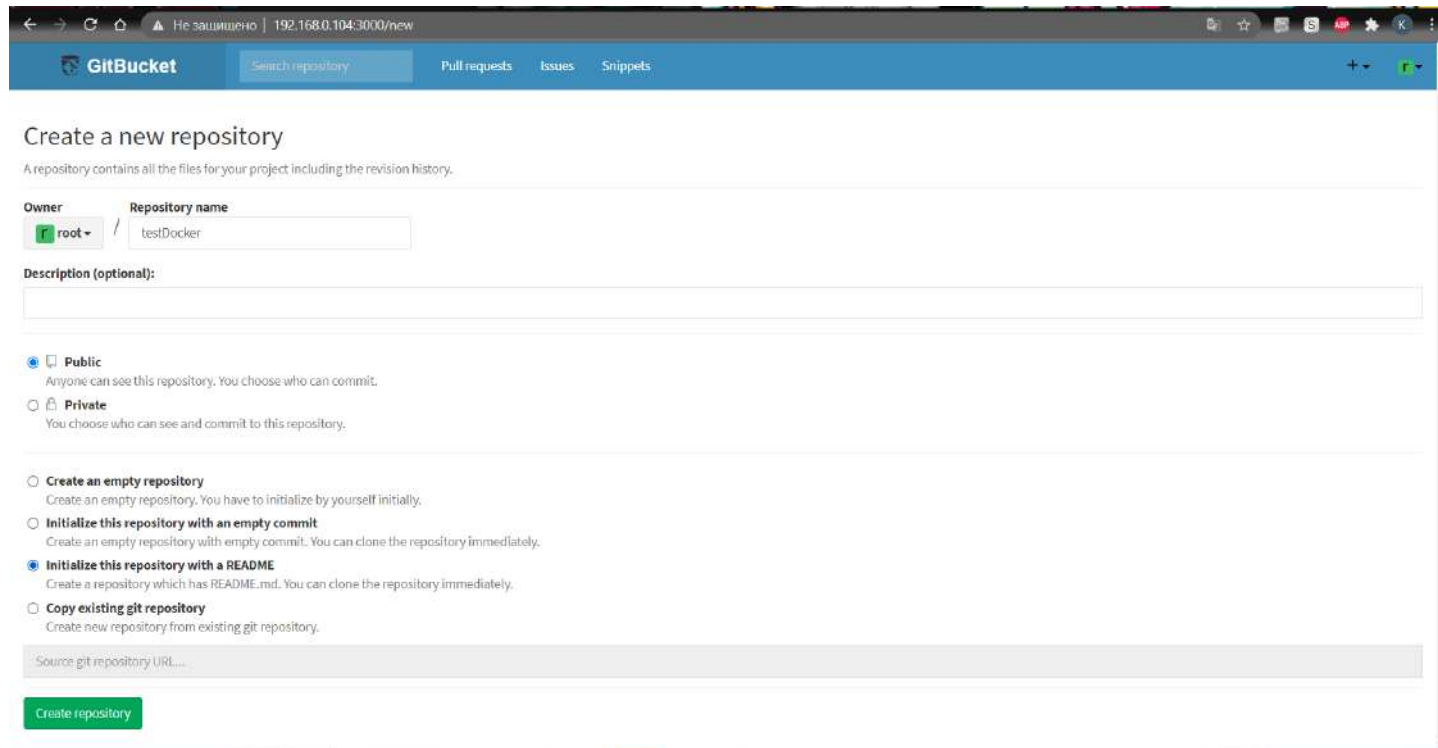 Не защищено | 192.168.0.104:3000/new
GitBucket Search repository Pull requests Issues Snippets
Create a new repository
A repository contains all the files for your project including the revision history.
Owner Repository name
r root / testDocker
Description (optional):
Public
Anyone can see this repository. You choose who can commit.
Private
You choose who can see and commit to this repository.
Create an empty repository
Create an empty repository. You have to initialize by yourself initially.
Initialize this repository with an empty commit
Create an empty repository with empty commit. You can clone the repository immediately.
Initialize this repository with a README
Create a repository which has README.md. You can clone the repository immediately.
Copy existing git repository
Create new repository from existing git repository.
Source git repository URL...
Create repository